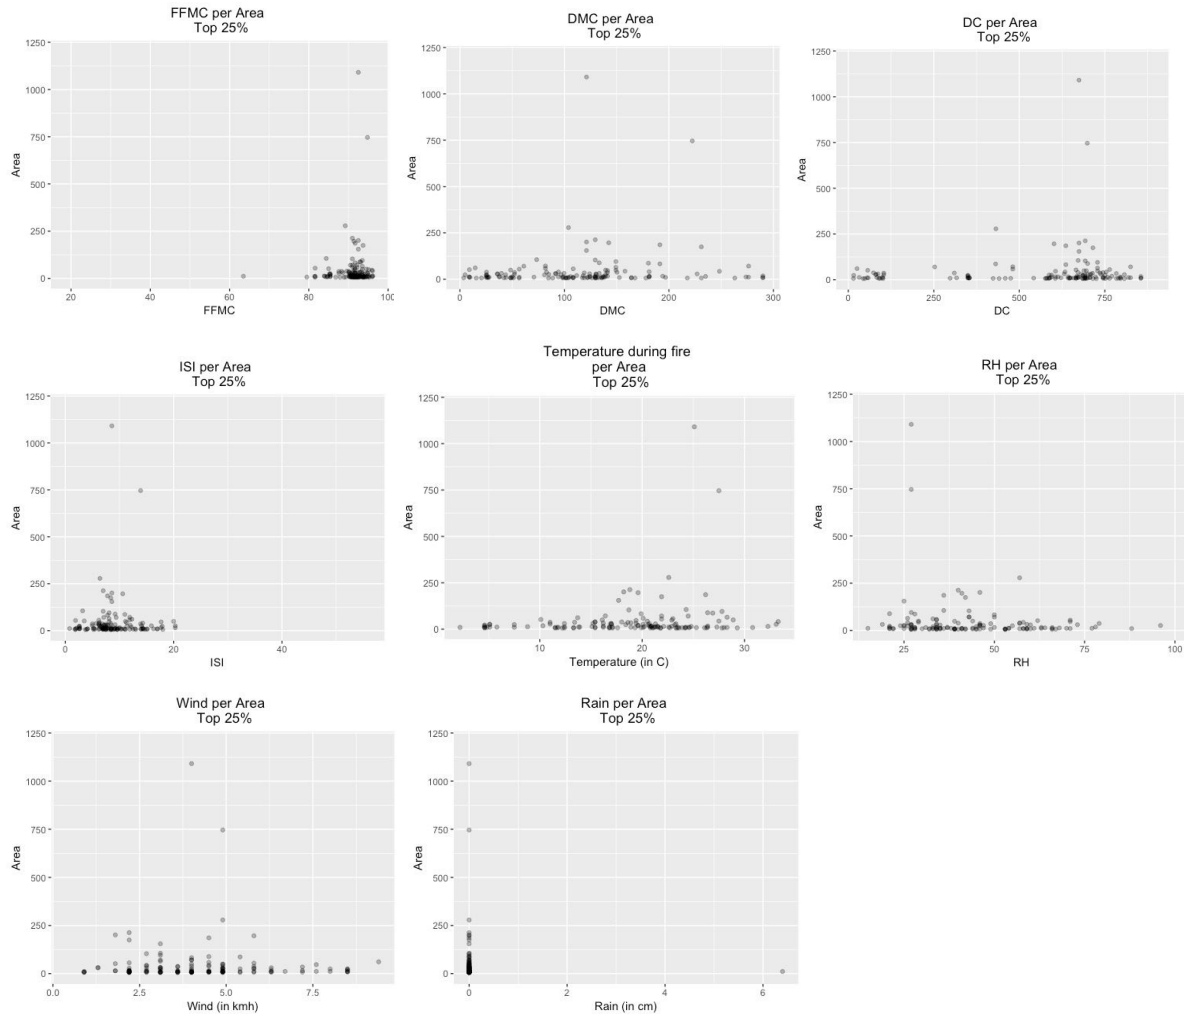 FFMC per Area
Top 25%
1250
1000
750
500
250
0
Area
20 40 60 80 100
FFMC
DMC per Area
Top 25%
1250
1000
750
500
250
0
Area
0 100 200 300
DMC
DC per Area
Top 25%
1250
1000
750
500
250
0
Area
0 250 500 750
DC
ISI per Area
Top 25%
1250
1000
750
500
250
0
Area
0 20 40
ISI
Temperature during fire
per Area
Top 25%
1250
1000
750
500
250
0
Area
10 20 30
Temperature (in C)
RH per Area
Top 25%
1250
1000
750
500
250
0
Area
25 50 75 100
RH
Wind per Area
Top 25%
1250
1000
750
500
250
0
Area
0.0 2.5 5.0 7.5
Wind (in kmh)
Rain per Area
Top 25%
1250
1000
750
500
250
0
Area
0 2 4 6
Rain (in cm)